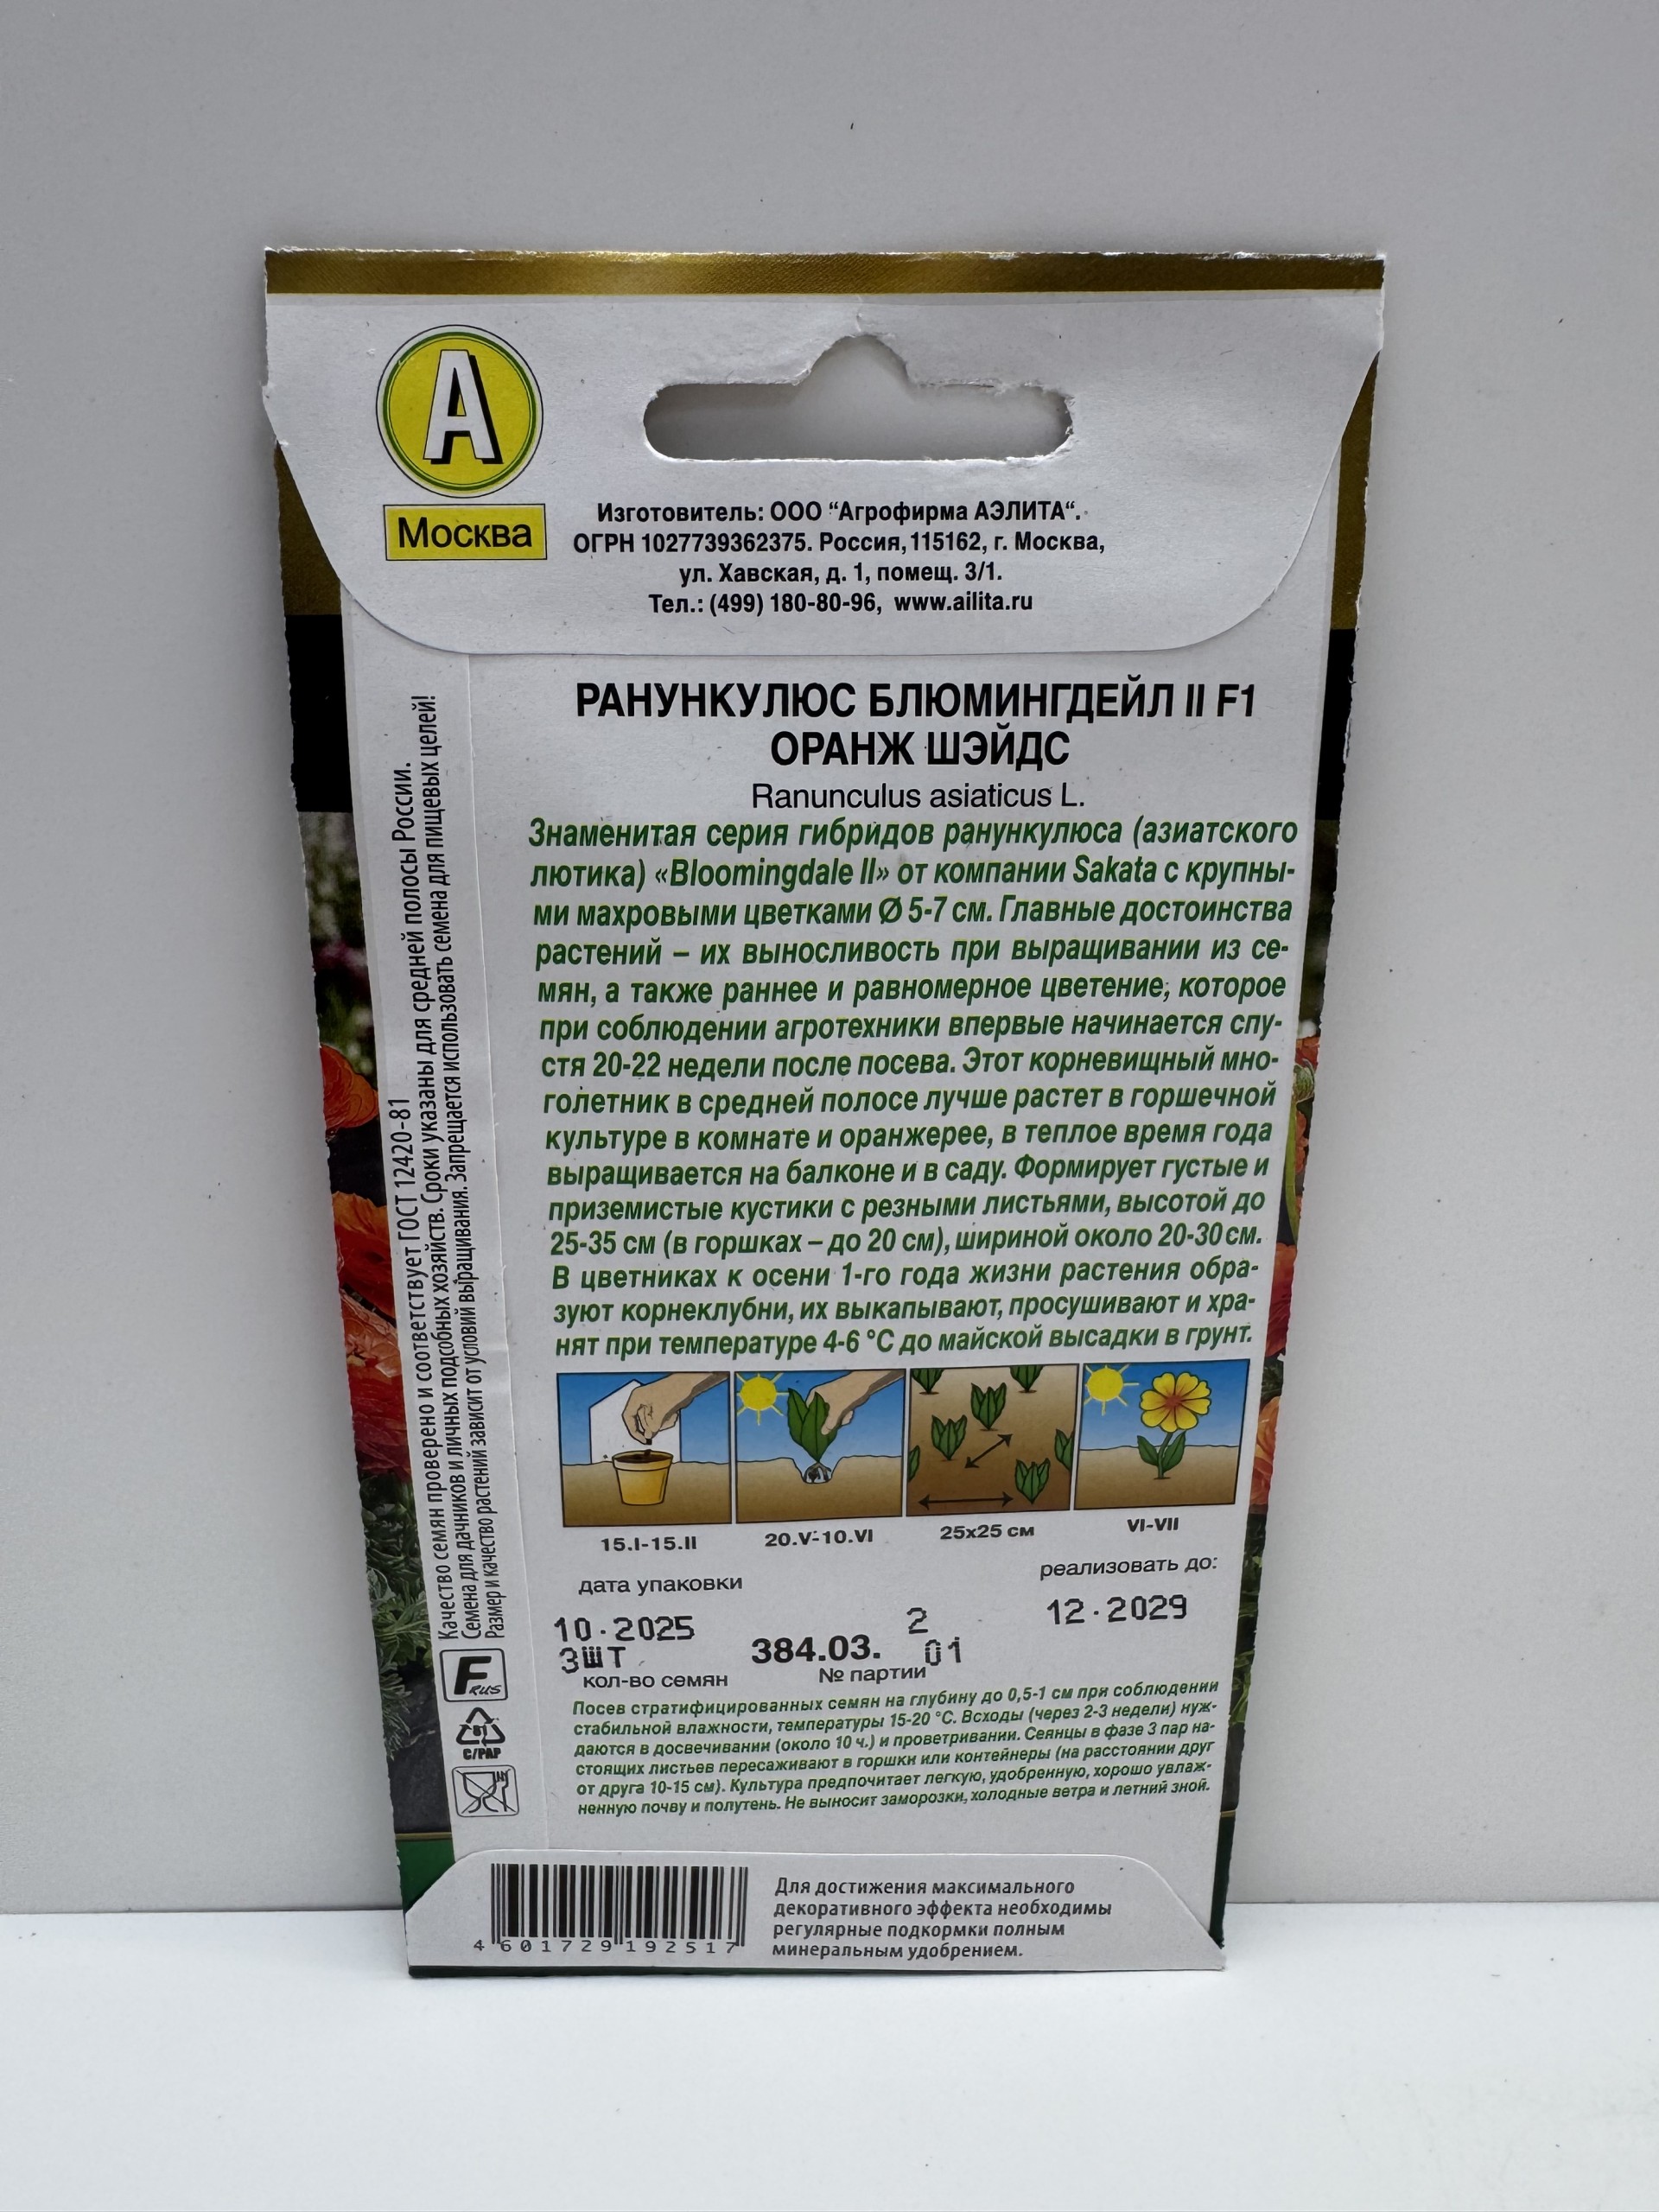 А
Москва
Изготовитель: ООО “Агрофирма АЭЛИТА“.
ОГРН 1027739362375. Россия, 115162, г. Москва,
ул. Хавская, д. 1, помещ. 3/1.
Тел.: (499) 180-80-96, www.ailita.ru
РАНУНКУЛЮС БЛЮМИНГДЕЙЛ II F1
ОРАНЖ ШЭЙДС
Ranunculus asiaticus L.
Знаменитая серия гибридов ранункулюса (азиатского
лютика) «Bloomingdale II» от компании Sakata с крупны-
ми махровыми цветками Ø 5-7 см. Главные достоинства
растений – их выносливость при выращивании из се-
мян, а также раннее и равномерное цветение, которое
при соблюдении агротехники впервые начинается спу-
стя 20-22 недели после посева. Этот корневищный мно-
голетник в средней полосе лучше растет в горшечной
культуре в комнате и оранжерее, в теплое время года
выращивается на балконе и в саду. Формирует густые и
приземистые кустики с резными листьями, высотой до
25-35 см (в горшках – до 20 см), шириной около 20-30 см.
В цветниках к осени 1-го года жизни растения обра-
зуют корнеклубни, их выкапывают, просушивают и хра-
нят при температуре 4-6 °С до майской высадки в грунт.
15.I-15.II
20.V-10.VI
25х25 см
VI-VII
дата упаковки
реализовать до:
10.2025
12.2029
3ШТ
384.03.
2
01
кол-во семян
№ партии
Посев стратифицированных семян на глубину до 0,5-1 см при соблюдении
стабильной влажности, температуры 15-20 °С. Всходы (через 2-3 недели) нуж-
даются в досвечивании (около 10 ч.) и проветривании. Сеянцы в фазе 3 пар на-
стоящих листьев пересаживают в горшки или контейнеры (на расстоянии друг
от друга 10-15 см). Культура предпочитает легкую, удобренную, хорошо увлаж-
ненную почву и полутень. Не выносит заморозки, холодные ветра и летний зной.
Качество семян проверено и соответствует ГОСТ 12420-81
Семена для дачников и личных подсобных хозяйств. Сроки указаны для средней полосы России.
Размер и качество растений зависит от условий выращивания. Запрещается использовать семена для пищевых целей!
F RUS
81
C/PAP
4 601729 192517
Для достижения максимального
декоративного эффекта необходимы
регулярные подкормки полным
минеральным удобрением.